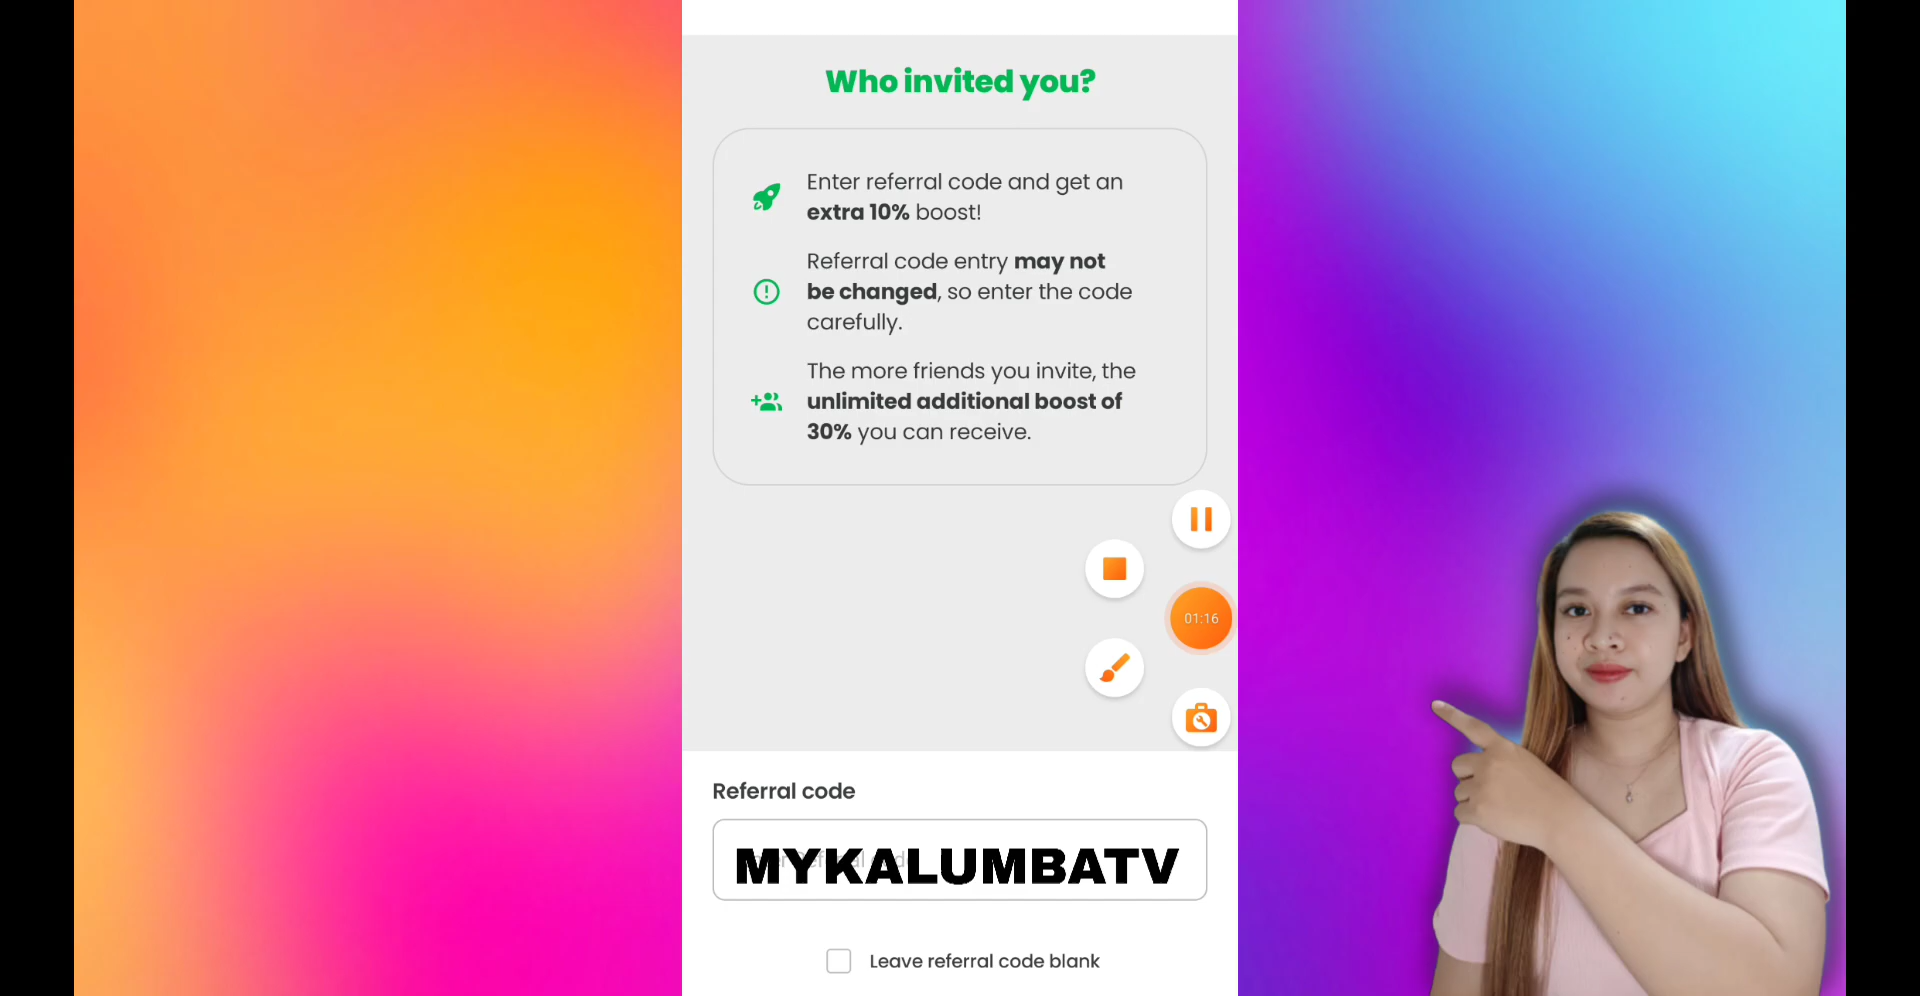 Who invited you?
Enter referral code and get an
extra 10% boost!
Referral code entry may not
be changed, so enter the code
carefully.
The more friends you invite, the
unlimited additional boost of
30% you can receive.
01:16
Referral code
MYKALUMBATV
Leave referral code blank